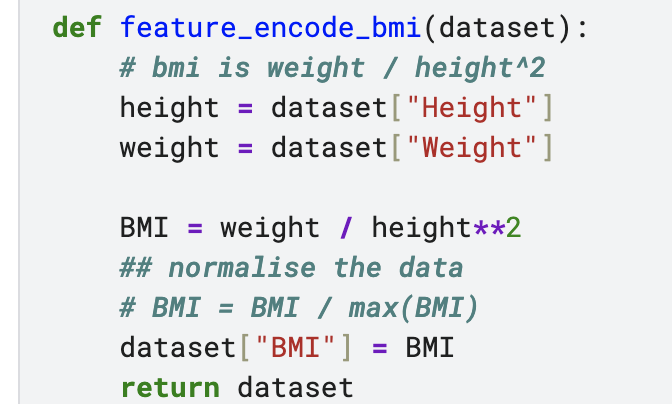 def feature_encode_bmi(dataset):
    # bmi is weight / height^2
    height = dataset["Height"]
    weight = dataset["Weight"]

    BMI = weight / height**2
    ## normalise the data
    # BMI = BMI / max(BMI)
    dataset["BMI"] = BMI
    return dataset